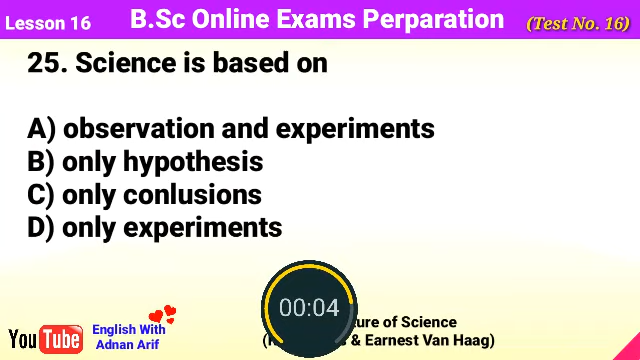 Lesson 16
B.Sc Online Exams Perparation
(Test No. 16)
25. Science is based on
A) observation and experiments
B) only hypothesis
C) only conlusions
D) only experiments
00:04
YouTube
English With
Adnan Arif
of Science
& Earnest Van Haag)